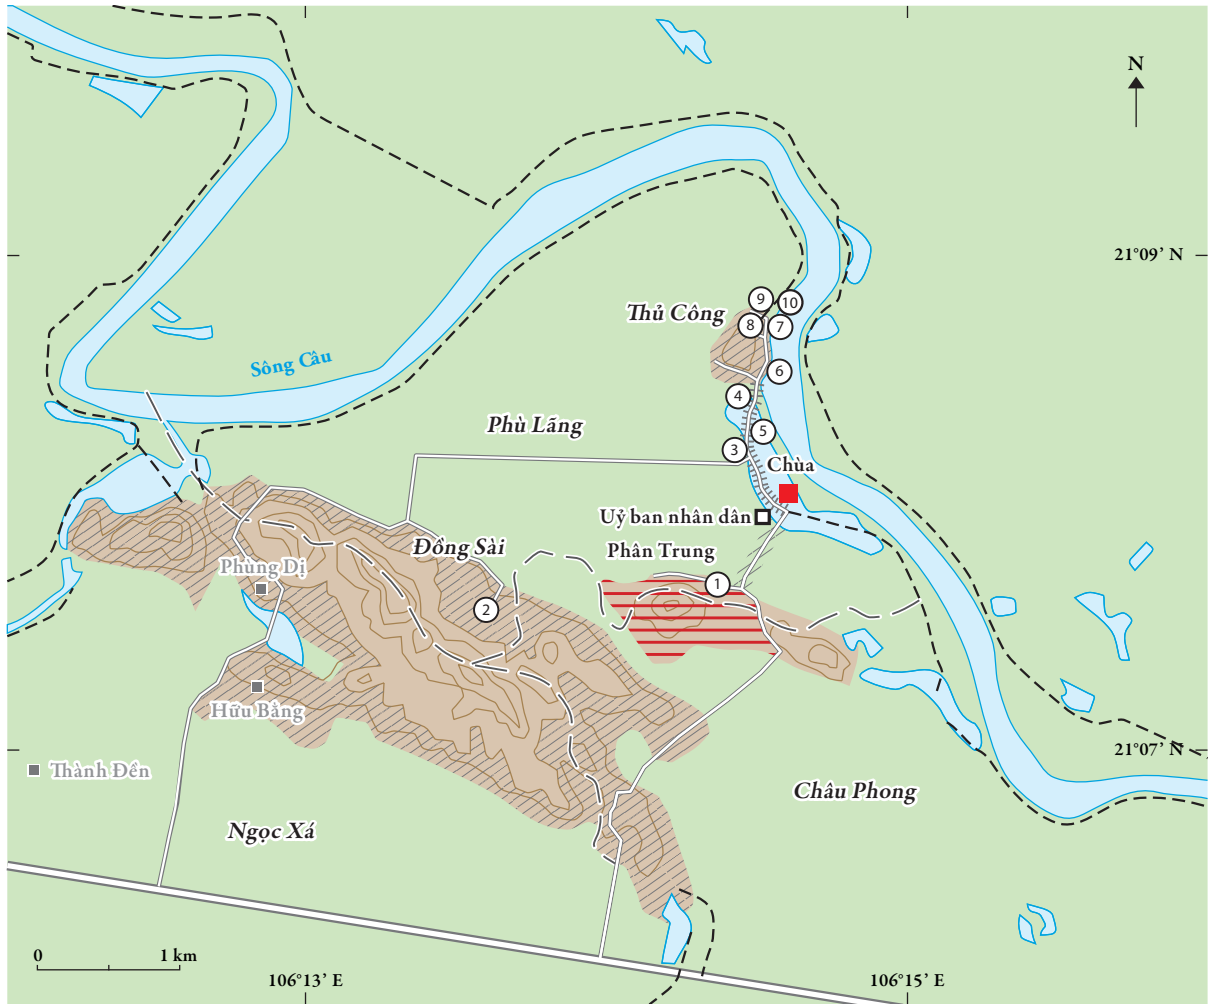 N
21°09’ N
9
10
Thủ Công
8
7
Sông Câu
6
4
Phù Lãng
5
3
Chùa
Uỷ ban nhân dân
Đồng Sài
Phân Trung
Phùng Dị
1
2
Hữu Bằng
21°07’ N
Thành Đền
Châu Phong
Ngọc Xá
0
1 km
106°13’ E
106°15’ E